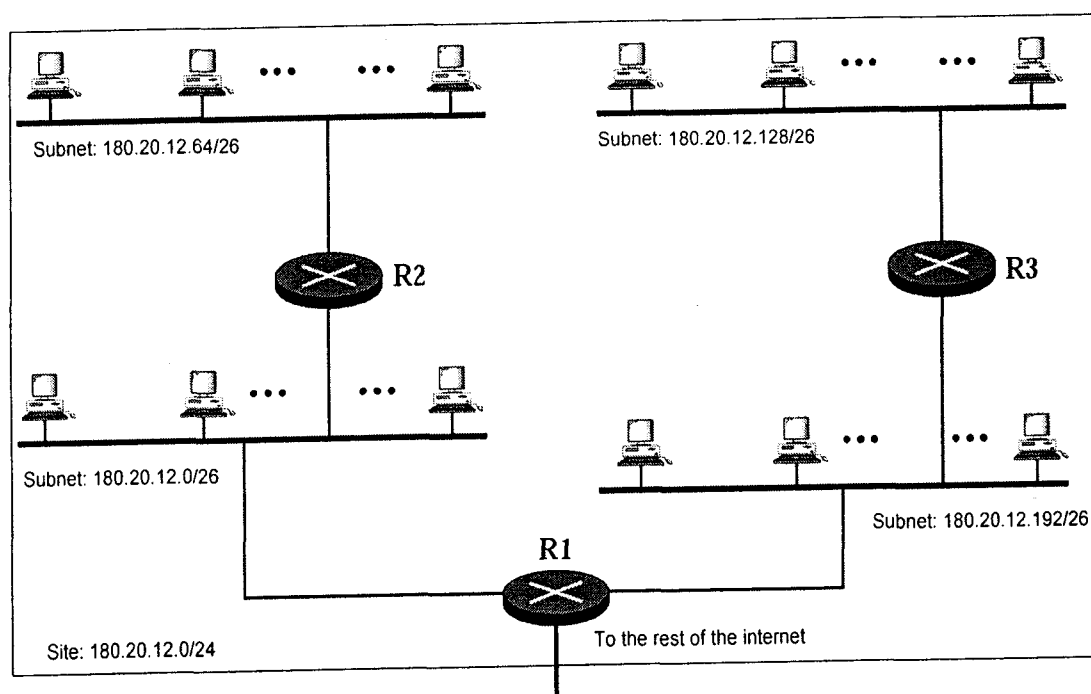 Subnet: 180.20.12.64/26
Subnet: 180.20.12.128/26
R2
R3
Subnet: 180.20.12.0/26
Subnet: 180.20.12.192/26
R1
To the rest of the internet
Site: 180.20.12.0/24